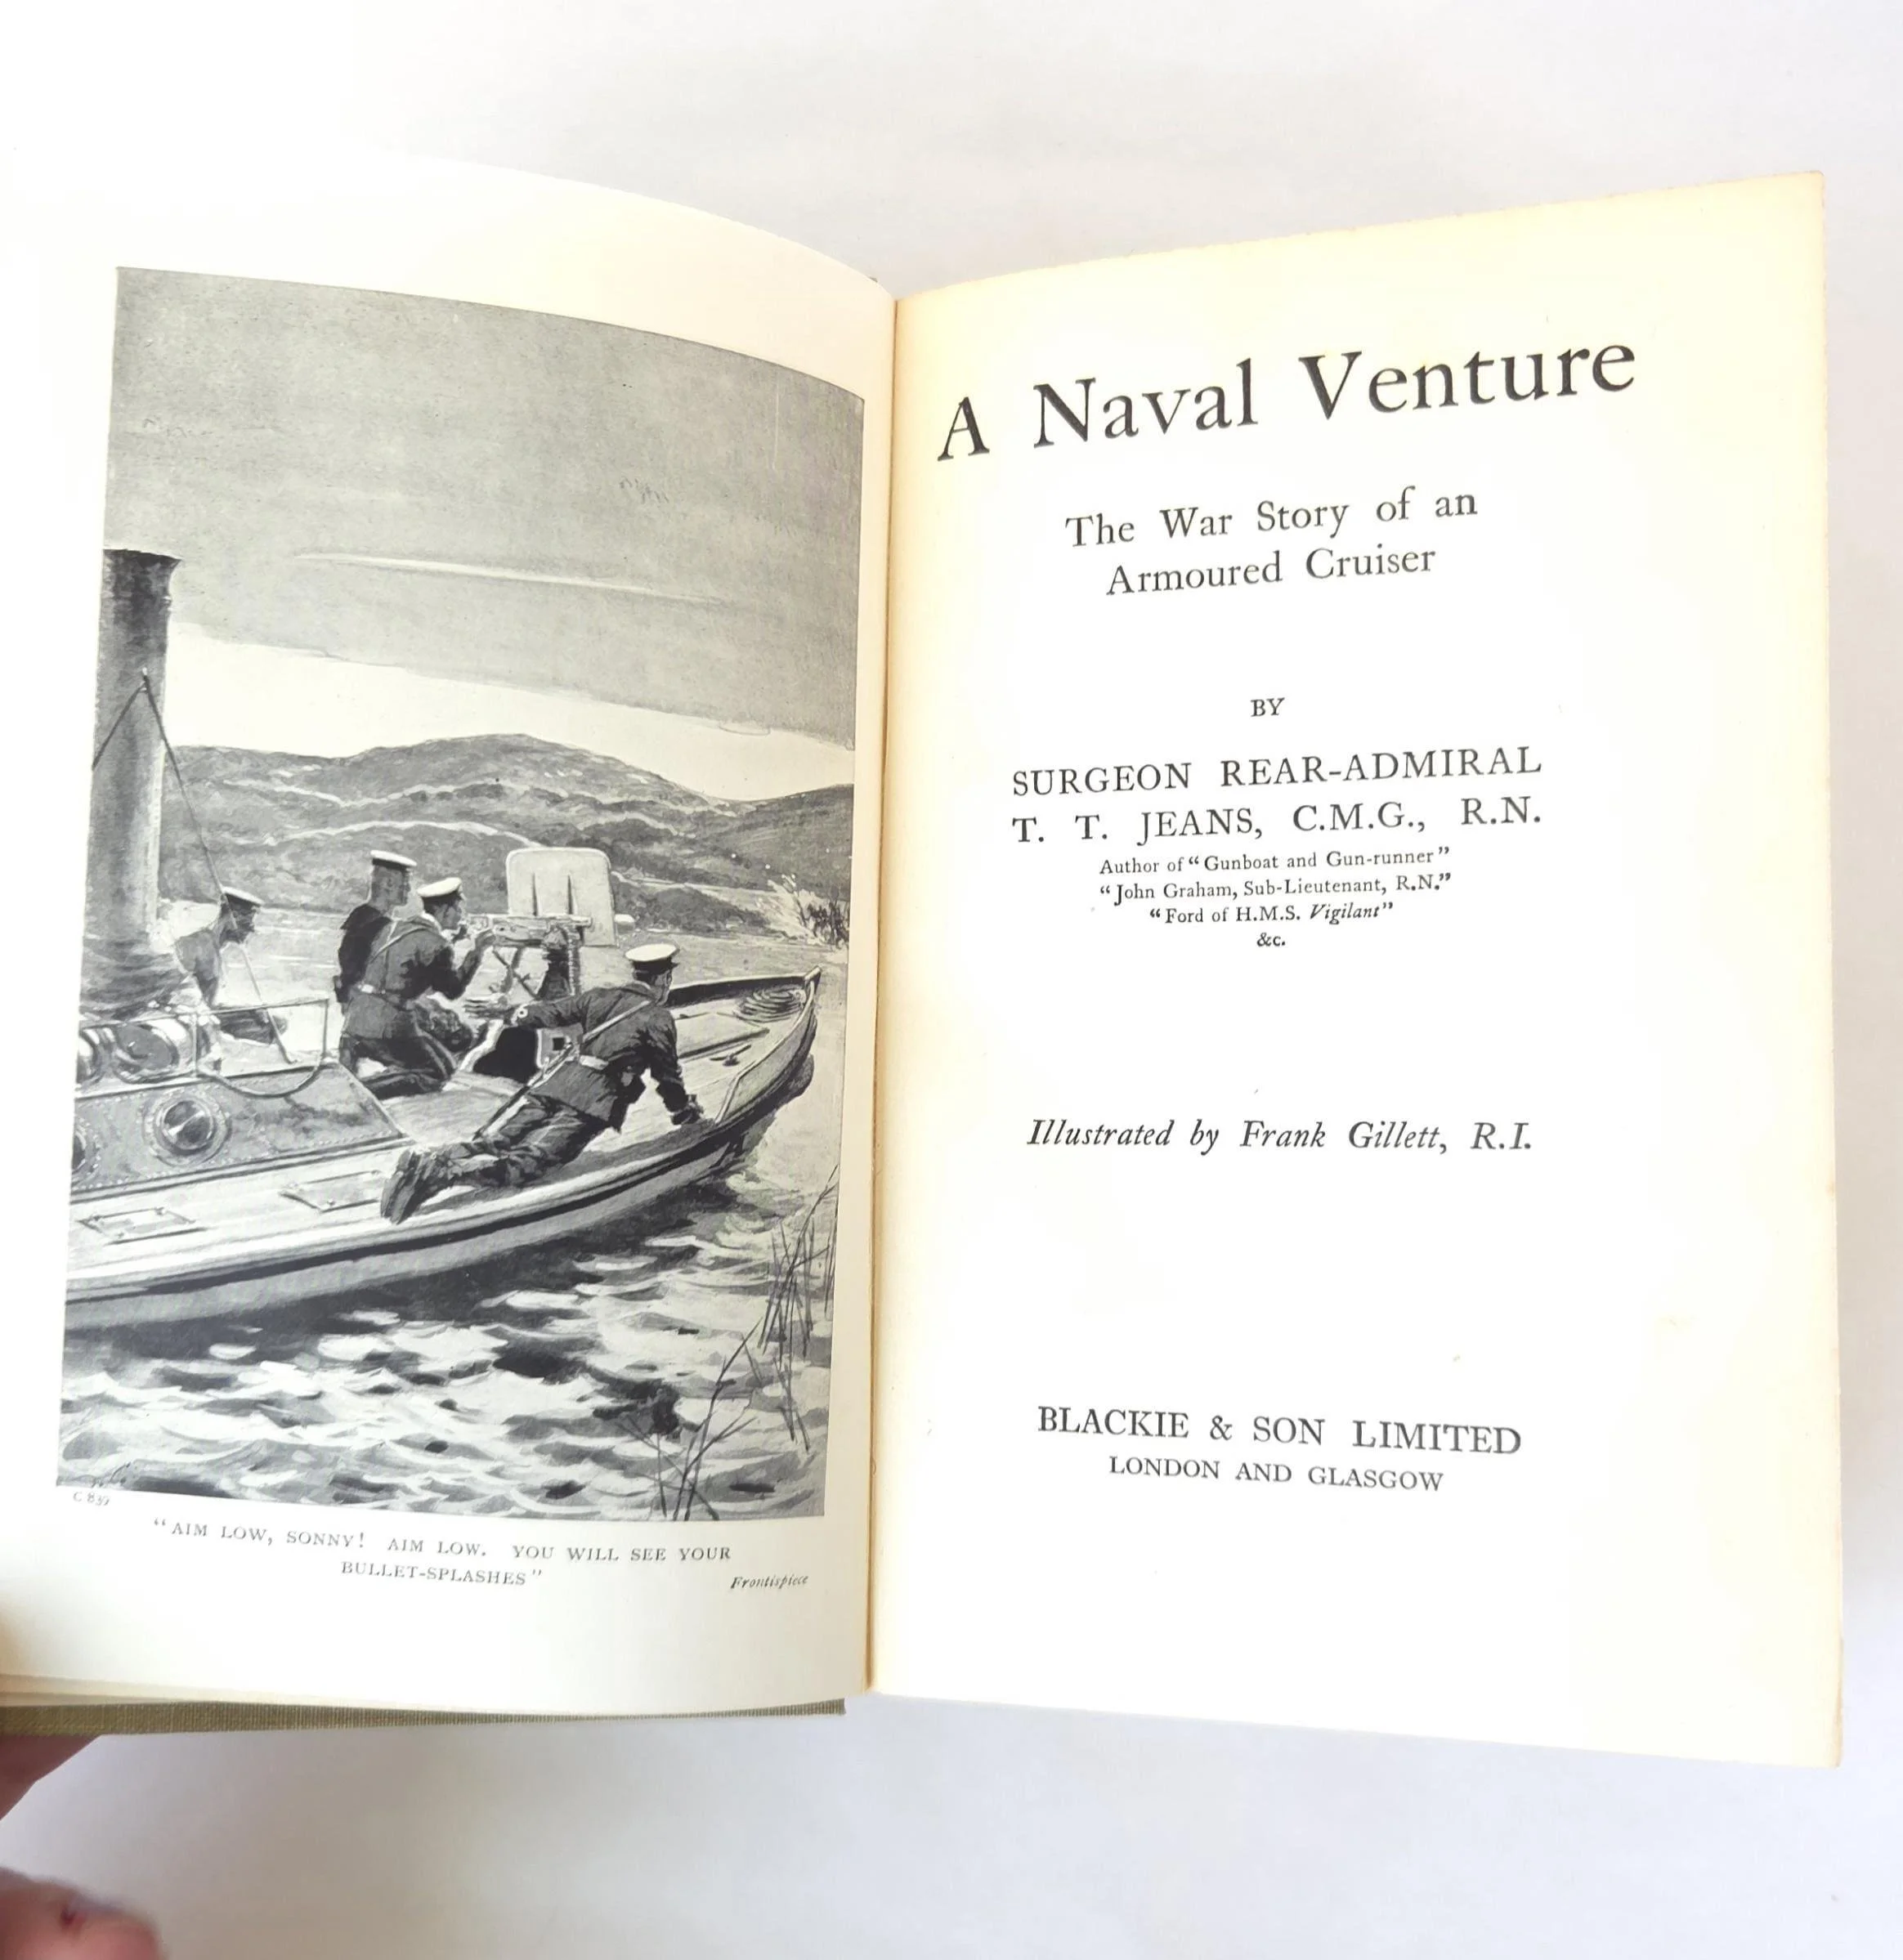 C 832
"AIM LOW, SONNY! AIM LOW. YOU WILL SEE YOUR
BULLET-SPLASHES"
Frontispiece
A Naval Venture
The War Story of an
Armoured Cruiser
BY
SURGEON REAR-ADMIRAL
T. T. JEANS, C.M.G., R.N.
Author of "Gunboat and Gun-runner"
"John Graham, Sub-Lieutenant, R.N."
"Ford of H.M.S. Vigilant"
&c.
Illustrated by Frank Gillett, R.I.
BLACKIE & SON LIMITED
LONDON AND GLASGOW